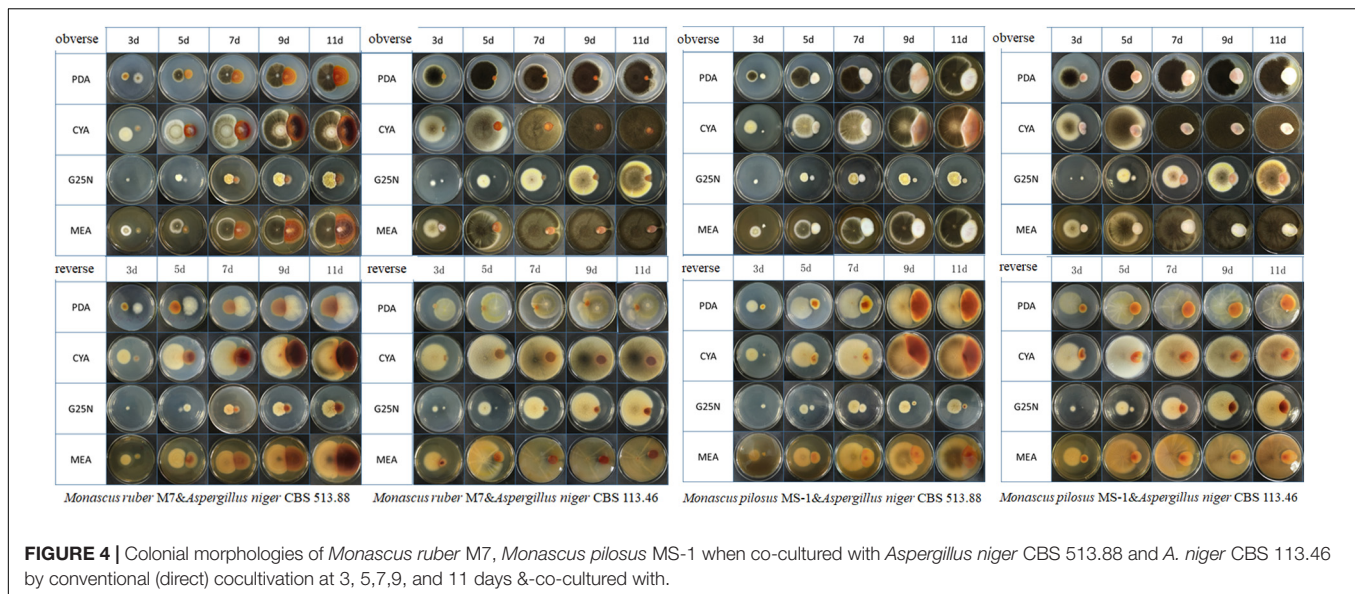 obverse 3d 5d 7d 9d 11d obverse 3d 5d 7d 9d 11d obverse 3d 5d 7d 9d 11d obverse 3d 5d 7d 9d 11d
PDA PDA PDA PDA
CYA CYA CYA CYA
G25N G25N G25N G25N
MEA MEA MEA MEA
reverse 3d 5d 7d 9d 11d reverse 3d 5d 7d 9d 11d reverse 3d 5d 7d 9d 11d reverse 3d 5d 7d 9d 11d
PDA PDA PDA PDA
CYA CYA CYA CYA
G25N G25N G25N G25N
MEA MEA MEA MEA
Monascus ruber M7&Aspergillus niger CBS 513.88 Monascus ruber M7&Aspergillus niger CBS 113.46 Monascus pilosus MS-1&Aspergillus niger CBS 513.88 Monascus pilosus MS-1&Aspergillus niger CBS 113.46
FIGURE 4 | Colonial morphologies of Monascus ruber M7, Monascus pilosus MS-1 when co-cultured with Aspergillus niger CBS 513.88 and A. niger CBS 113.46
by conventional (direct) cocultivation at 3, 5,7,9, and 11 days &-co-cultured with.